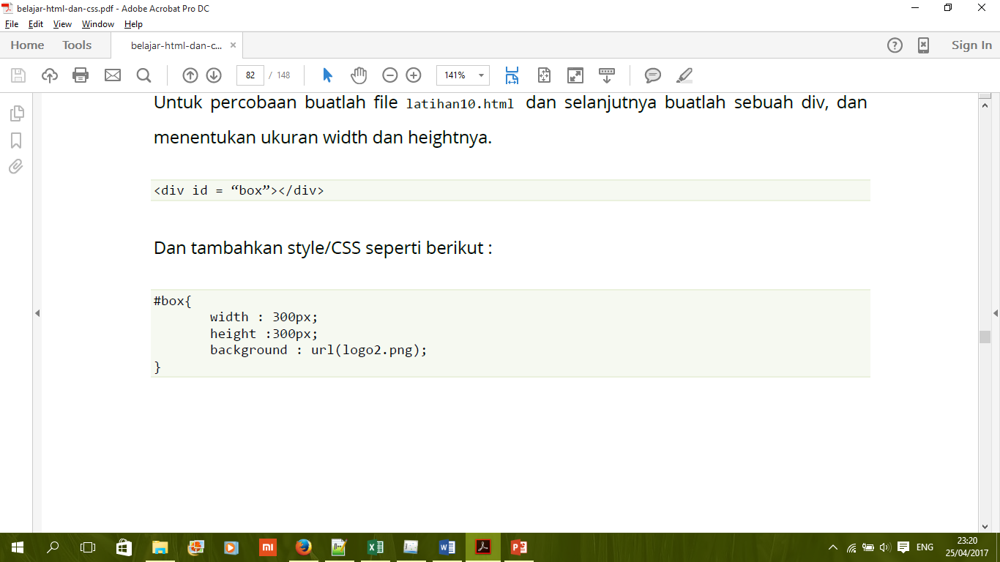 belajar-html-dan-css.pdf - Adobe Acrobat Pro DC
File Edit View Window Help
Home Tools belajar-html-dan-c... × Sign In
82 / 148 141%
Untuk percobaan buatlah file latihan10.html dan selanjutnya buatlah sebuah div, dan
menentukan ukuran width dan heightnya.
<div id = “box”></div>
Dan tambahkan style/CSS seperti berikut :
#box{
width : 300px;
height :300px;
background : url(logo2.png);
}
ENG
23:20
25/04/2017